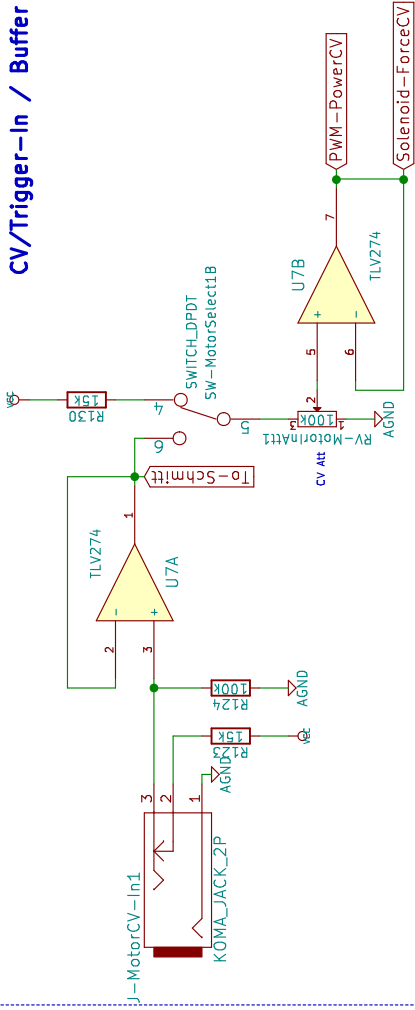 CV/Trigger-In / Buffer
PWM-PowerCV
Solenoid-ForceCV
7
U7B
TLV274
+
-
5
6
SWITCH_DPDT
SW-MotorSelect1B
VCC
15k
R130
4
5
6
2
100k
3
1
RV-MotorInAtt1
AGND
CV Att
To-Schmitt
1
TLV274
U7A
-
+
2
3
100k
R124
AGND
15k
R123
VCC
AGND
3
2
1
J-MotorCV-In1
KOMA_JACK_2P